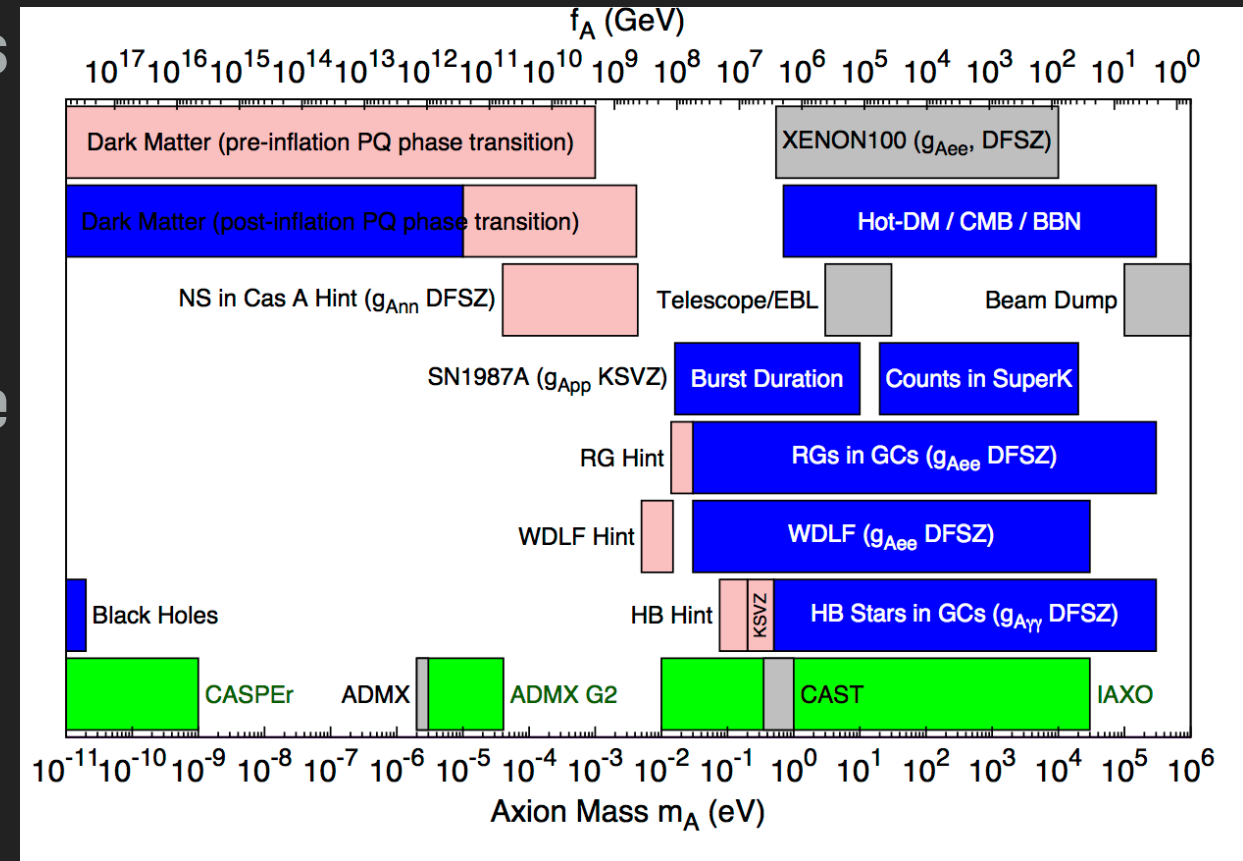 s
f_A (GeV)
10^17 10^16 10^15 10^14 10^13 10^12 10^11 10^10 10^9 10^8 10^7 10^6 10^5 10^4 10^3 10^2 10^1 10^0
Dark Matter (pre-inflation PQ phase transition) XENON100 (g_Aee, DFSZ)
Dark Matter (post-inflation PQ phase transition) Hot-DM / CMB / BBN
NS in Cas A Hint (g_Ann DFSZ) Telescope/EBL Beam Dump
SN1987A (g_App KSVZ) Burst Duration Counts in SuperK
e
RG Hint RGs in GCs (g_Aee DFSZ)
WDLF Hint WDLF (g_Aee DFSZ)
Black Holes HB Hint KSVZ HB Stars in GCs (g_Aγγ DFSZ)
CASPEr ADMX ADMX G2 CAST IAXO
10^-11 10^-10 10^-9 10^-8 10^-7 10^-6 10^-5 10^-4 10^-3 10^-2 10^-1 10^0 10^1 10^2 10^3 10^4 10^5 10^6
Axion Mass m_A (eV)